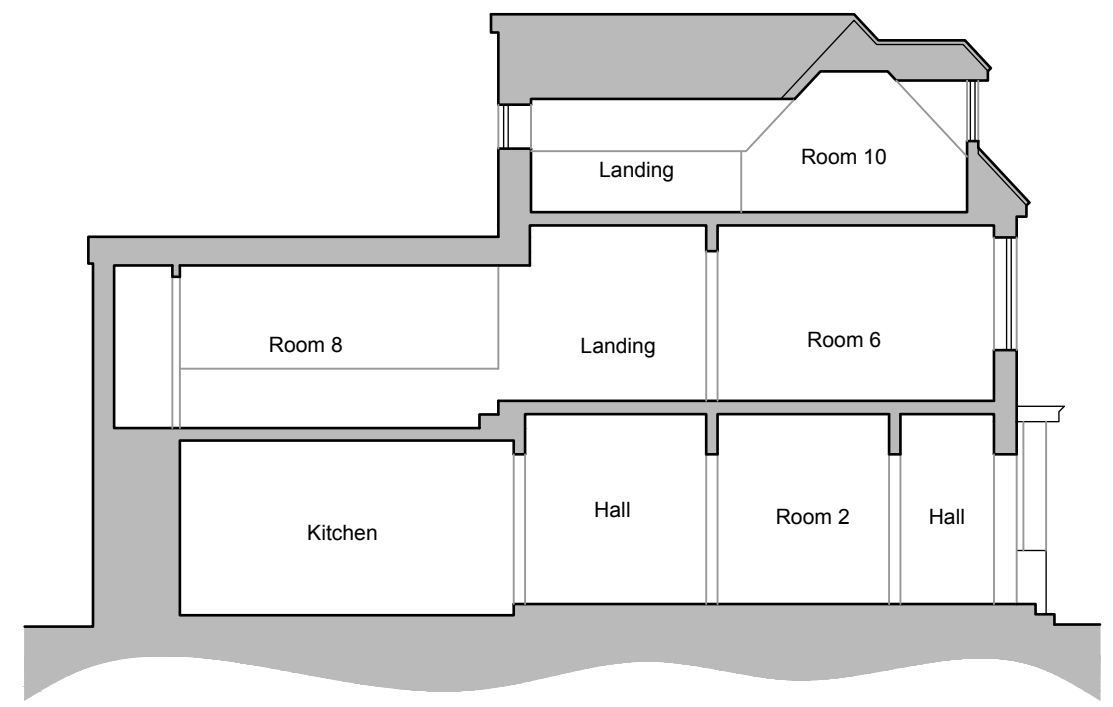 Landing
Room 10
Room 8
Landing
Room 6
Kitchen
Hall
Room 2
Hall